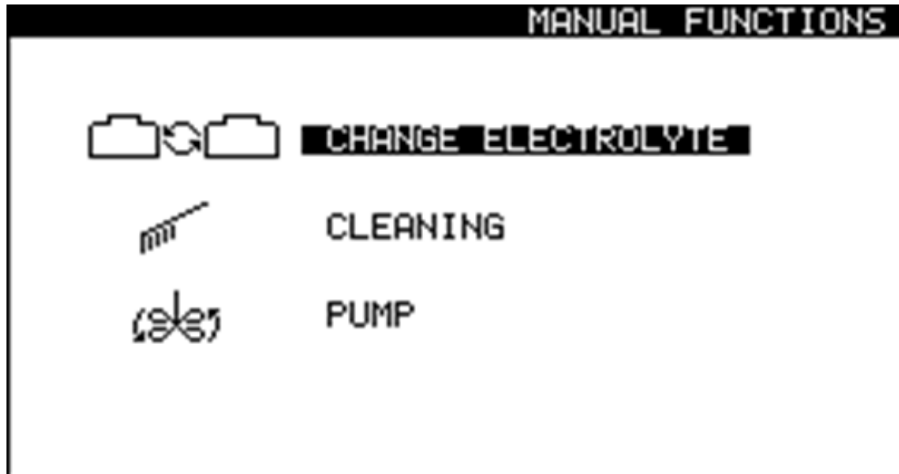 MANUAL FUNCTIONS
CHANGE ELECTROLYTE
CLEANING
PUMP